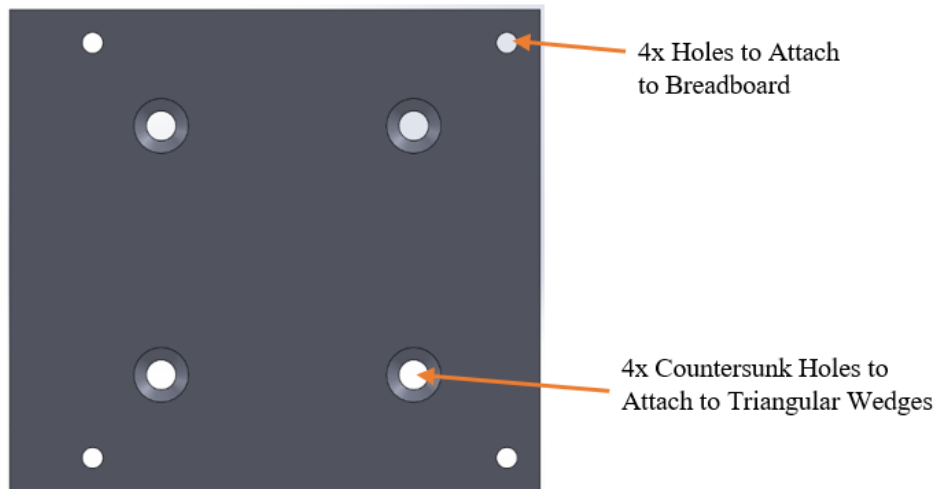 4x Holes to Attach
to Breadboard
4x Countersunk Holes to
Attach to Triangular Wedges